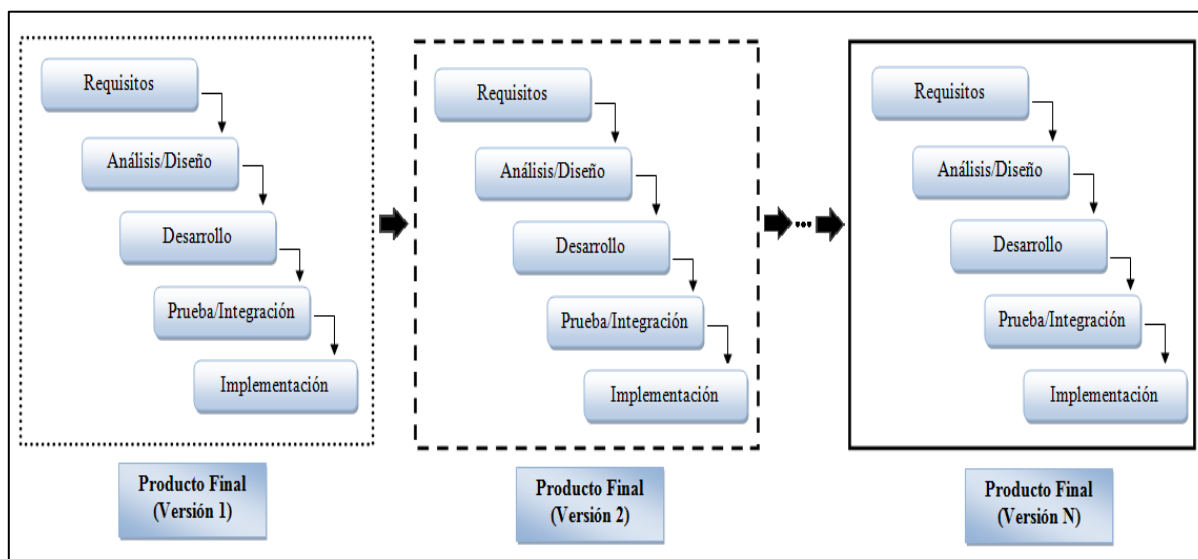 Requisitos
Análisis/Diseño
Desarrollo
Prueba/Integración
Implementación
Producto Final
(Versión 1)
Requisitos
Análisis/Diseño
Desarrollo
Prueba/Integración
Implementación
Producto Final
(Versión 2)
Requisitos
Análisis/Diseño
Desarrollo
Prueba/Integración
Implementación
Producto Final
(Versión N)